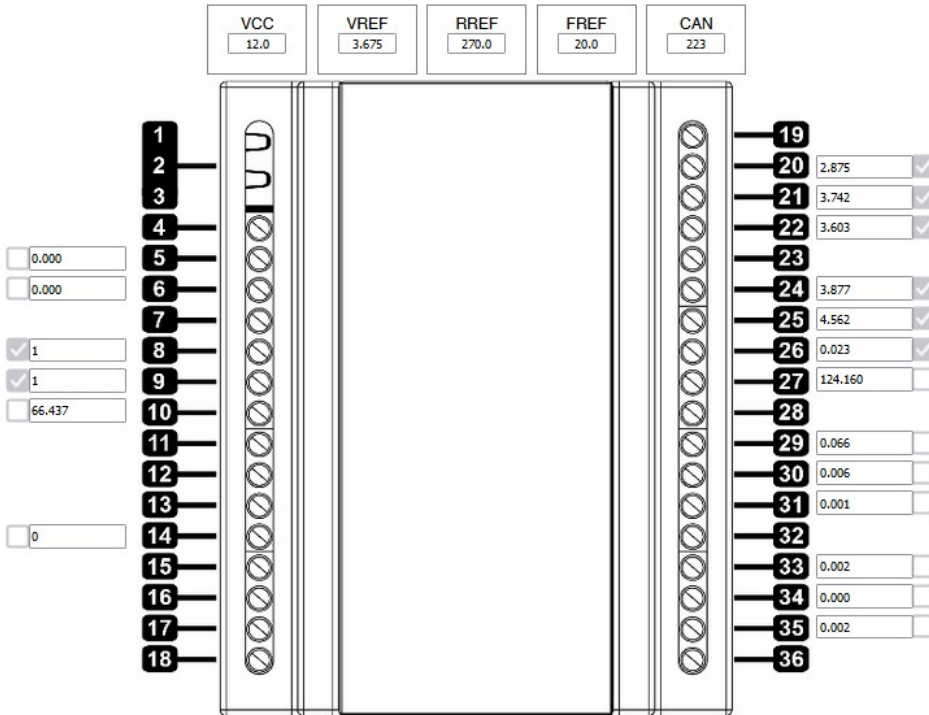 VCC VREF RREF FREF CAN
12.0 3.675 270.0 20.0 223
1 19
2 20 2.875
3 21 3.742
4 22 3.603
0.000 5 23
0.000 6 24 3.877
7 25 4.562
1 8 26 0.023
1 9 27 124.160
66.437 10 28
11 29 0.066
12 30 0.006
13 31 0.001
0 14 32
15 33 0.002
16 34 0.000
17 35 0.002
18 36